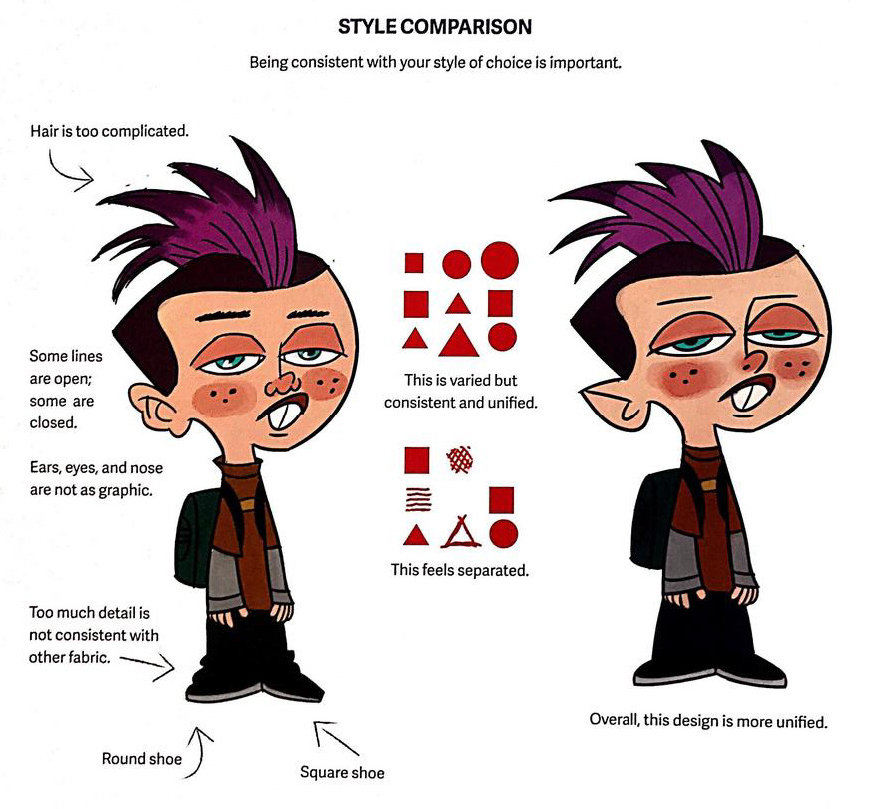 STYLE COMPARISON
Being consistent with your style of choice is important.
Hair is too complicated.
Some lines
are open;
some are
closed.
Ears, eyes, and nose
are not as graphic.
Too much detail is
not consistent with
other fabric.
Round shoe
Square shoe
This is varied but
consistent and unified.
This feels separated.
Overall, this design is more unified.